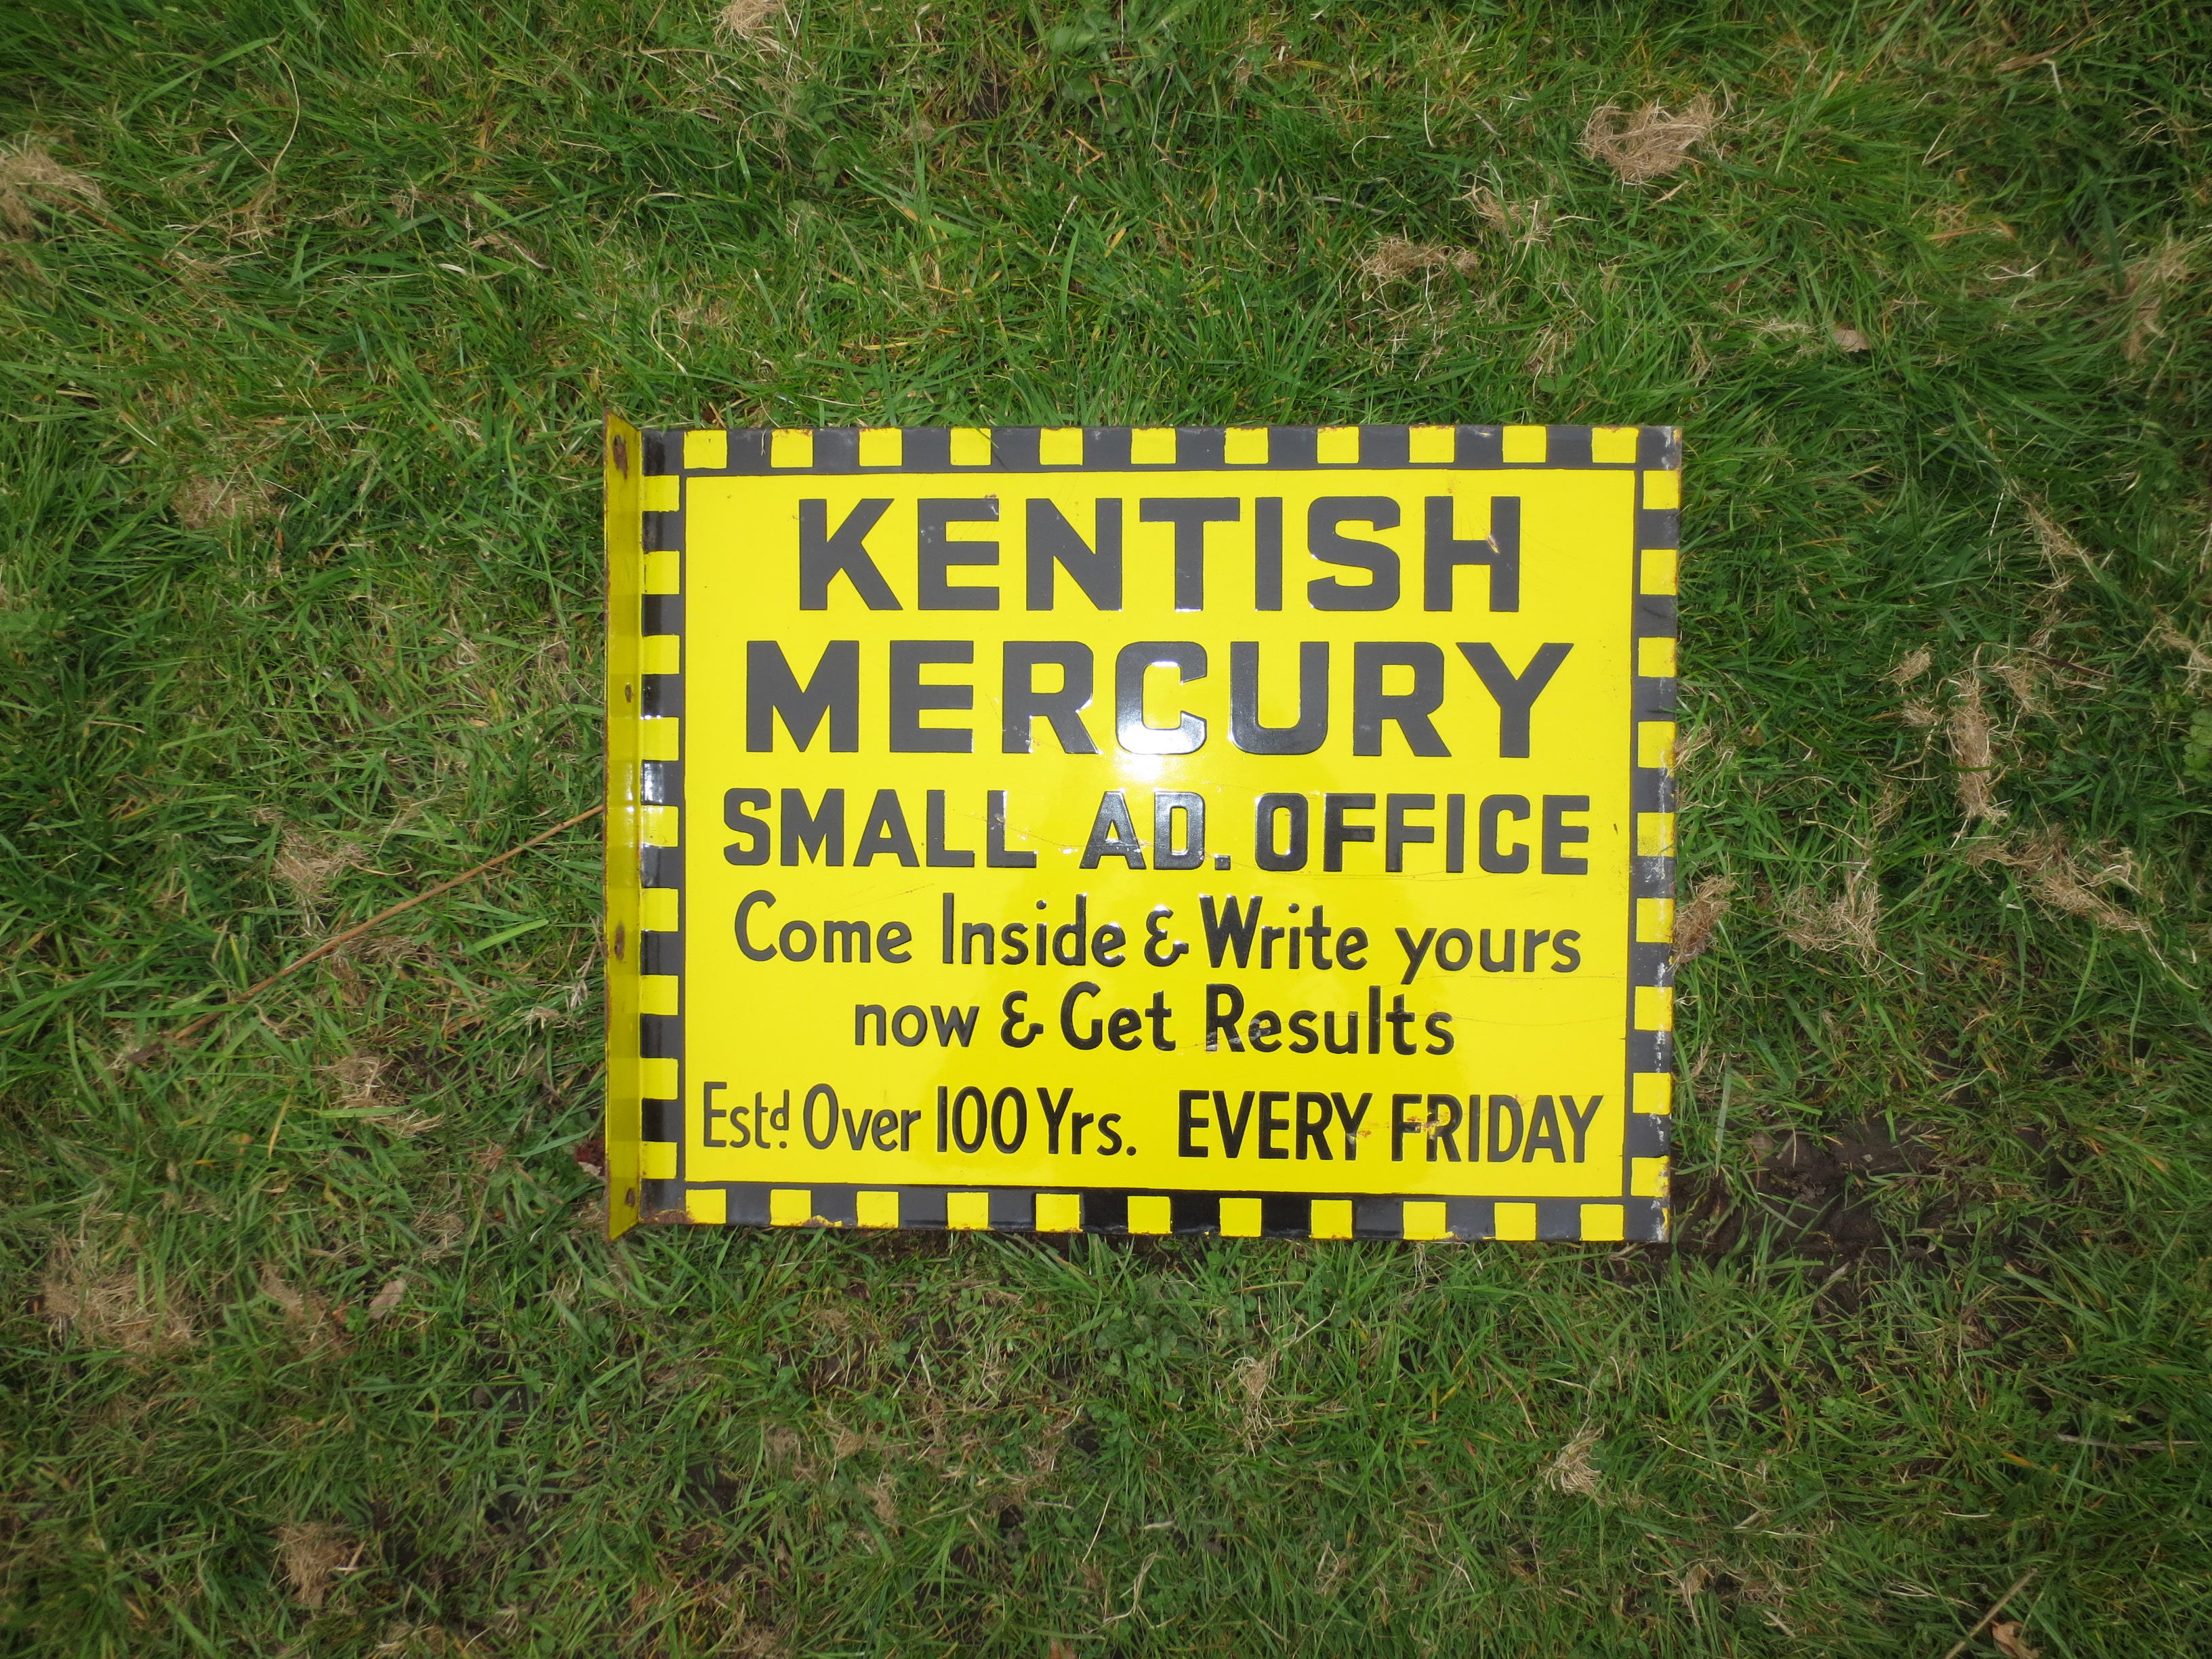 KENTISH
MERCURY
SMALL AD. OFFICE
Come Inside & Write yours
now & Get Results
Estd. Over 100 Yrs. EVERY FRIDAY